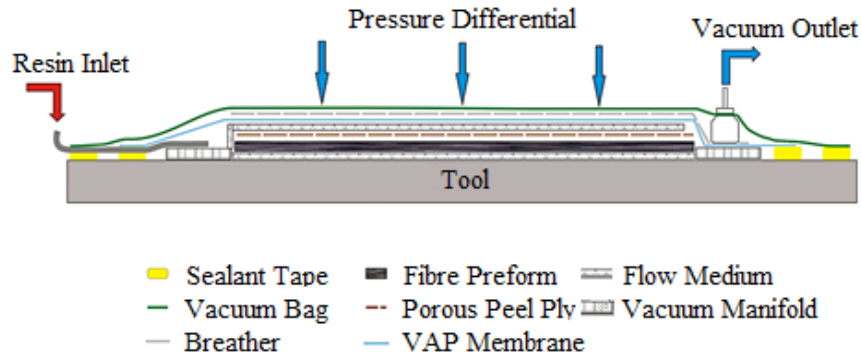 Pressure Differential
Vacuum Outlet
Resin Inlet
Tool
Sealant Tape
Fibre Preform
Flow Medium
Vacuum Bag
Porous Peel Ply
Vacuum Manifold
Breather
VAP Membrane